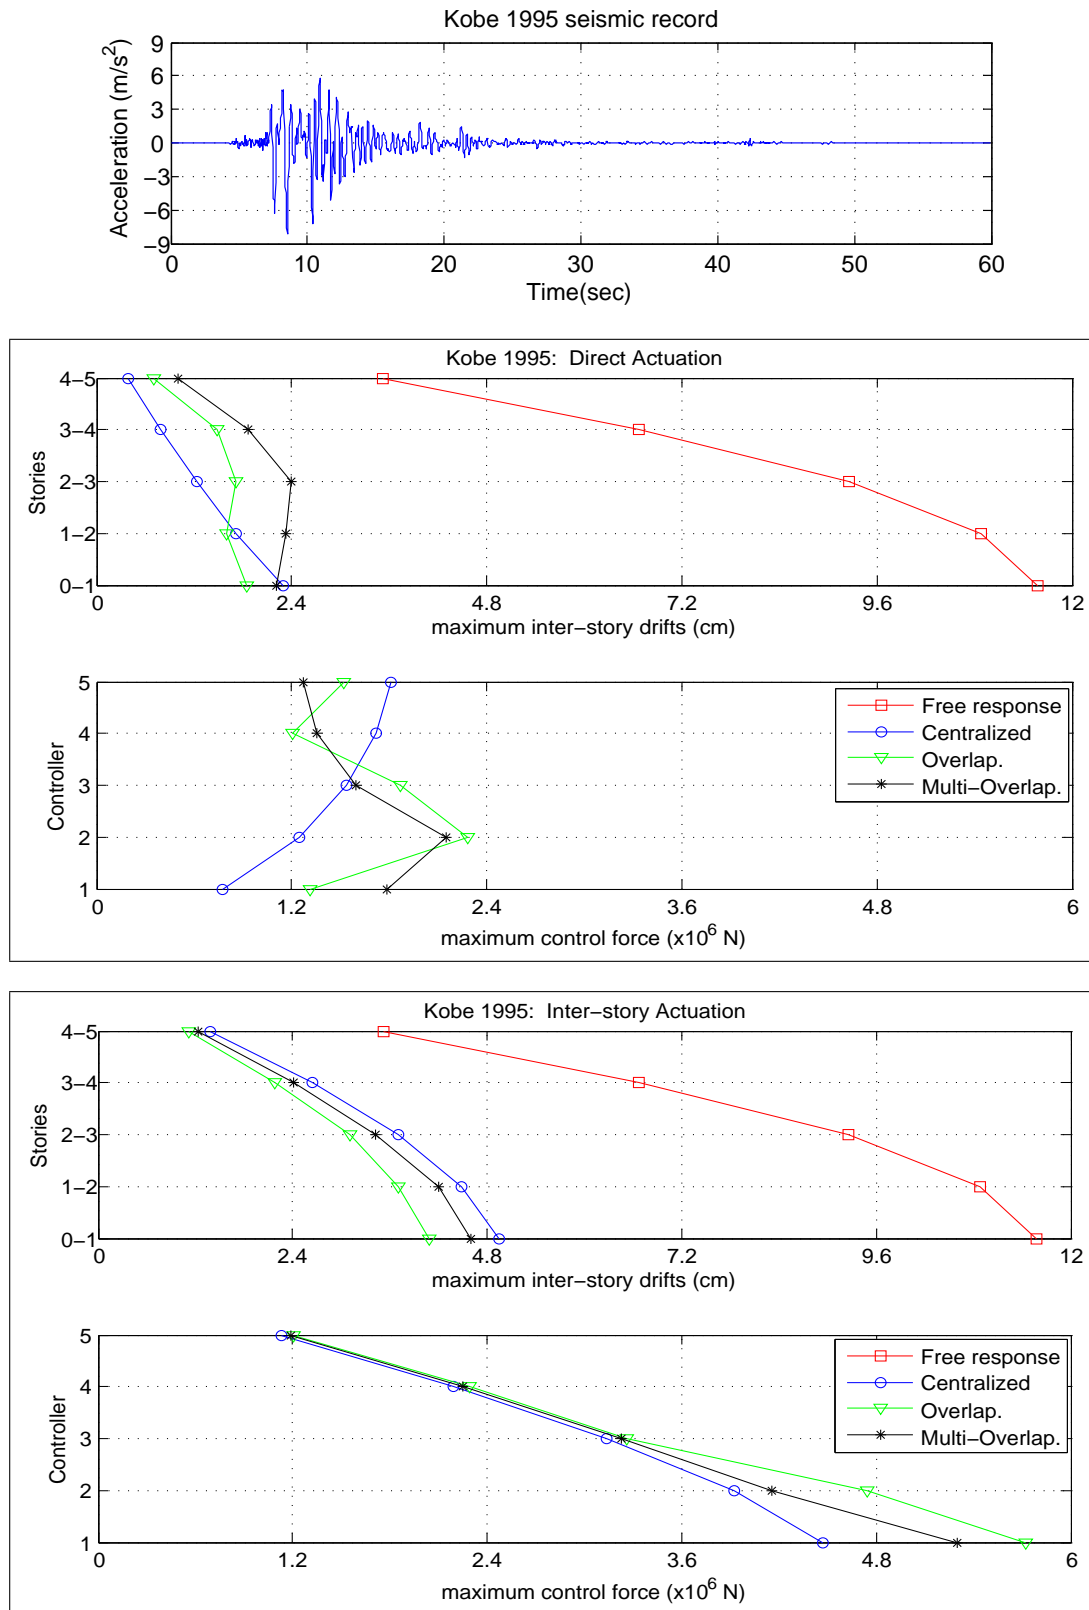 Kobe 1995 seismic record
Acceleration (m/s²)
9
6
3
0
−3
−6
−9
0 10 20 30 40 50 60
Time(sec)
Kobe 1995: Direct Actuation
Stories
4−5
3−4
2−3
1−2
0−1
0 2.4 4.8 7.2 9.6 12
maximum inter−story drifts (cm)
Controller
5
4
3
2
1
0 1.2 2.4 3.6 4.8 6
maximum control force (x10⁶ N)
Free response
Centralized
Overlap.
Multi−Overlap.
Kobe 1995: Inter−story Actuation
Stories
4−5
3−4
2−3
1−2
0−1
0 2.4 4.8 7.2 9.6 12
maximum inter−story drifts (cm)
Controller
5
4
3
2
1
0 1.2 2.4 3.6 4.8 6
maximum control force (x10⁶ N)
Free response
Centralized
Overlap.
Multi−Overlap.